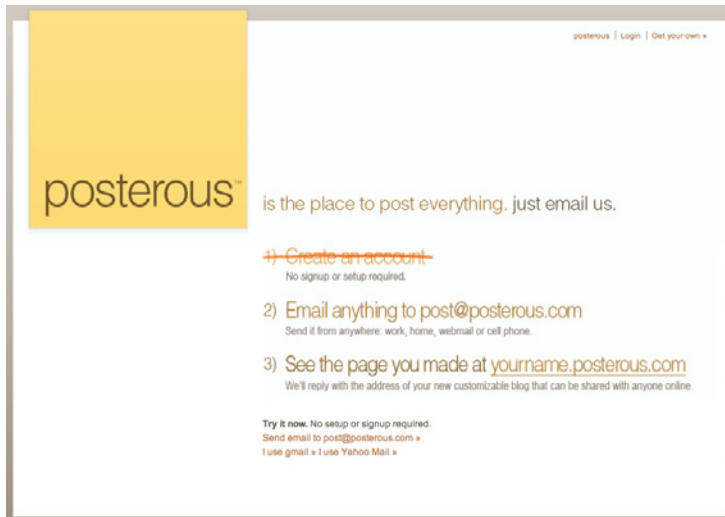 posterous | Login | Get your own »
posterous™
is the place to post everything. just email us.
1) Create an account
No signup or setup required.
2) Email anything to post@posterous.com
Send it from anywhere: work, home, webmail or cell phone.
3) See the page you made at yourname.posterous.com
We'll reply with the address of your new customizable blog that can be shared with anyone online.
Try it now. No setup or signup required.
Send email to post@posterous.com »
I use gmail » I use Yahoo Mail »